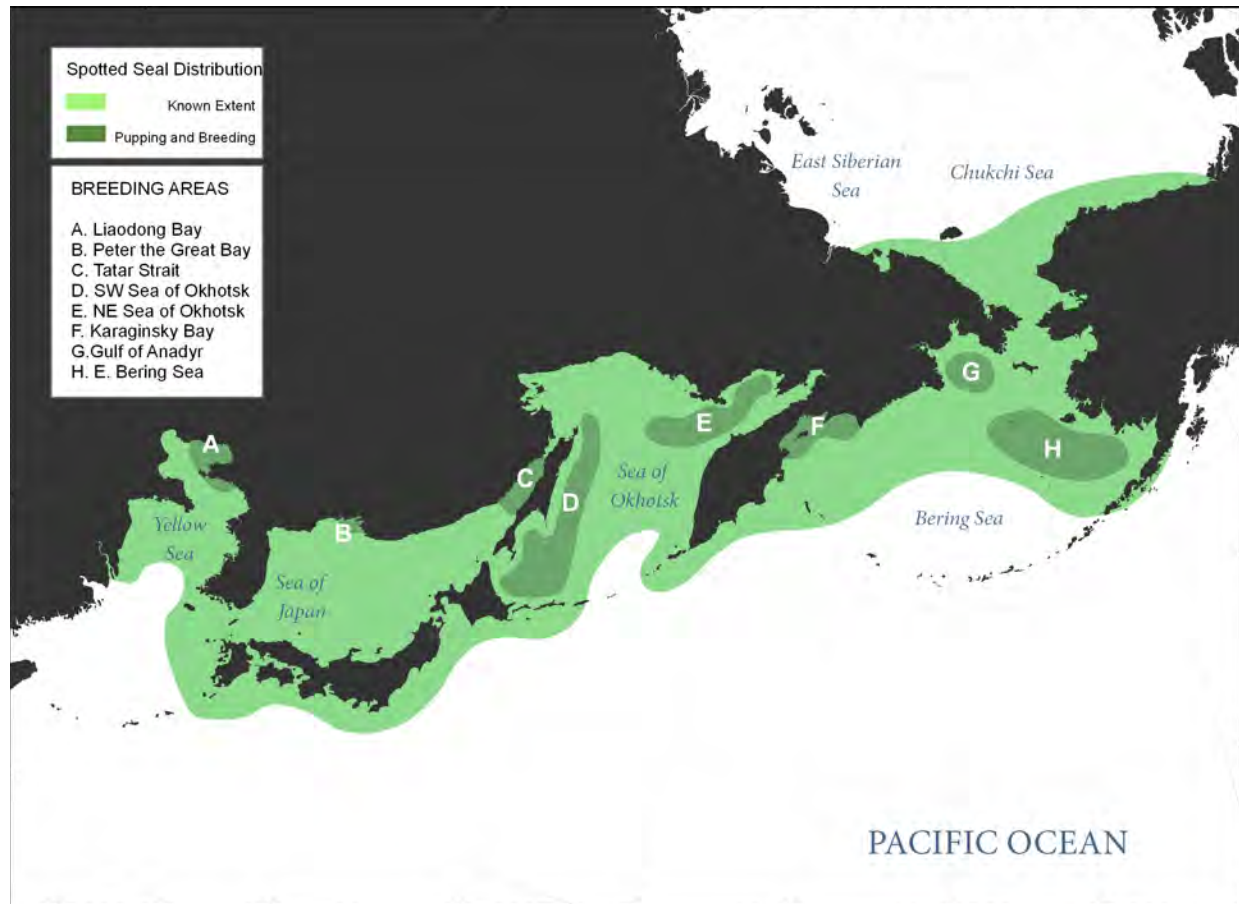 Spotted Seal Distribution
Known Extent
Pupping and Breeding
BREEDING AREAS
A. Liaodong Bay
B. Peter the Great Bay
C. Tatar Strait
D. SW Sea of Okhotsk
E. NE Sea of Okhotsk
F. Karaginsky Bay
G.Gulf of Anadyr
H. E. Bering Sea
East Siberian
Sea
Chukchi Sea
G
A
E
F
H
C
D
Sea of
Okhotsk
B
Yellow
Sea
Bering Sea
Sea of
Japan
PACIFIC OCEAN